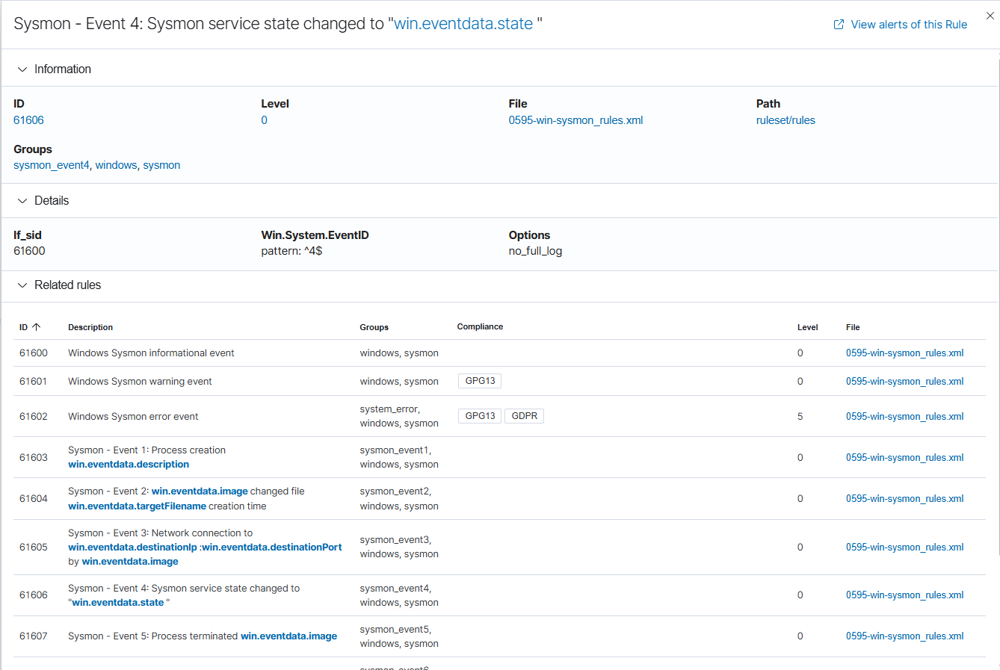 Sysmon - Event 4: Sysmon service state changed to "win.eventdata.state "
View alerts of this Rule
Information
ID Level File Path
61606 0 0595-win-sysmon_rules.xml ruleset/rules
Groups
sysmon_event4, windows, sysmon
Details
If_sid Win.System.EventID Options
61600 pattern: ^4$ no_full_log
Related rules
ID Description Groups Compliance Level File
61600 Windows Sysmon informational event windows, sysmon 0 0595-win-sysmon_rules.xml
61601 Windows Sysmon warning event windows, sysmon GPG13 0 0595-win-sysmon_rules.xml
system_error,
61602 Windows Sysmon error event GPG13 GDPR 5 0595-win-sysmon_rules.xml
windows, sysmon
Sysmon - Event 1: Process creation sysmon_event1,
61603 0 0595-win-sysmon_rules.xml
win.eventdata.description windows, sysmon
Sysmon - Event 2: win.eventdata.image changed file sysmon_event2,
61604 0 0595-win-sysmon_rules.xml
win.eventdata.targetFilename creation time windows, sysmon
Sysmon - Event 3: Network connection to sysmon_event3,
61605 win.eventdata.destinationIp :win.eventdata.destinationPort 0 0595-win-sysmon_rules.xml
by win.eventdata.image windows, sysmon
Sysmon - Event 4: Sysmon service state changed to sysmon_event4,
61606 0 0595-win-sysmon_rules.xml
"win.eventdata.state " windows, sysmon
sysmon_event5,
61607 Sysmon - Event 5: Process terminated win.eventdata.image 0 0595-win-sysmon_rules.xml
windows, sysmon